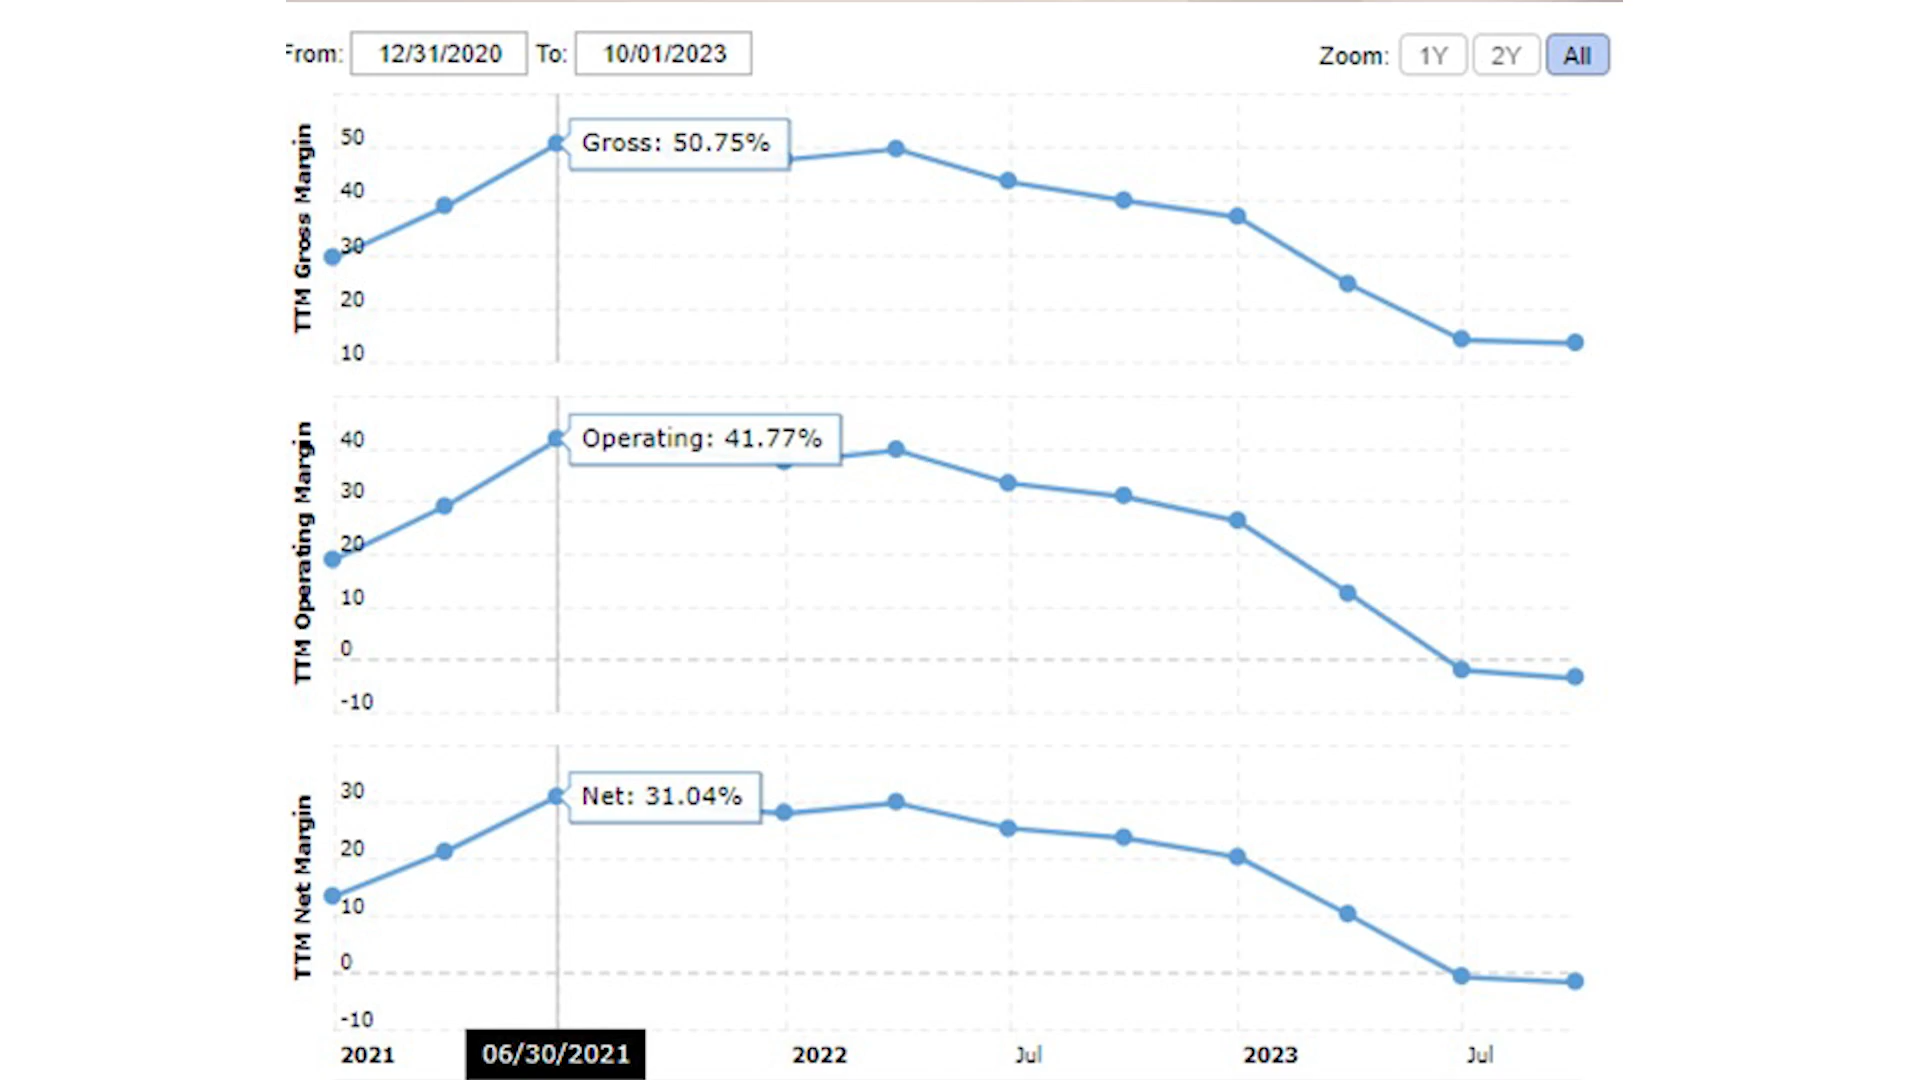 From: 12/31/2020 To: 10/01/2023 Zoom: 1Y 2Y All
TTM Gross Margin
50
40
30
20
10
Gross: 50.75%
TTM Operating Margin
40
30
20
10
0
-10
Operating: 41.77%
TTM Net Margin
30
20
10
0
-10
Net: 31.04%
2021 06/30/2021 2022 Jul 2023 Jul